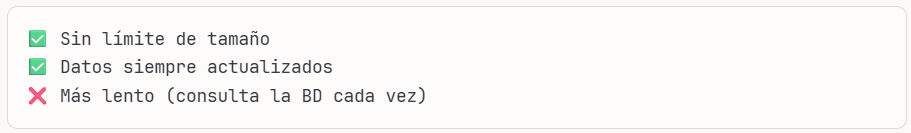 ✅ Sin límite de tamaño
✅ Datos siempre actualizados
❌ Más lento (consulta la BD cada vez)